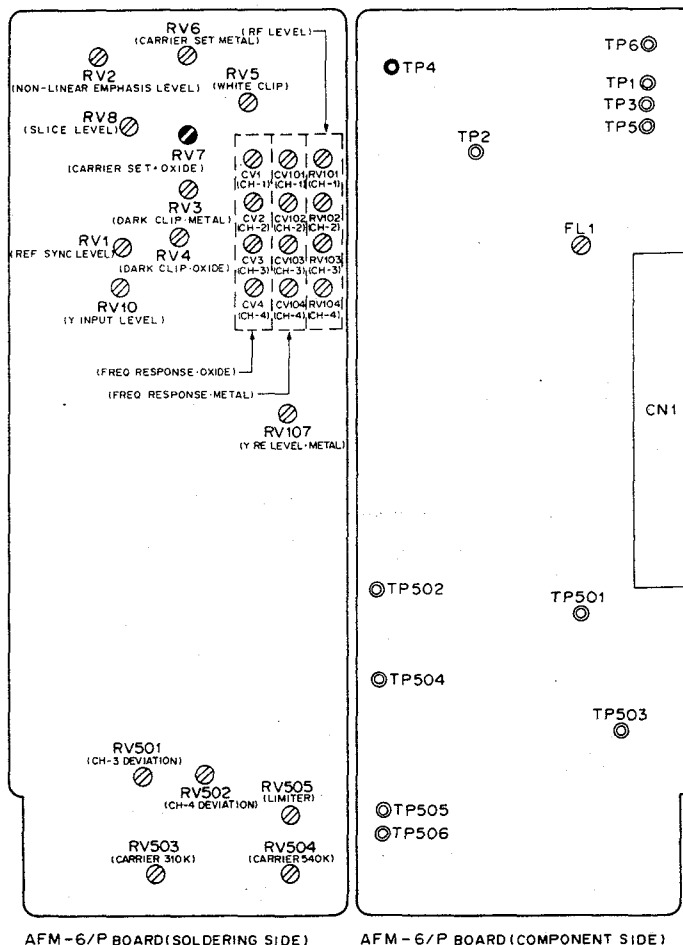 RV6
(CARRIER SET METAL)
(RF LEVEL)
RV2
(NON-LINEAR EMPHASIS LEVEL)
RV5
(WHITE CLIP)
RV8
(SLICE LEVEL)
RV7
(CARRIER SET·OXIDE)
RV3
(DARK CLIP·METAL)
RV1
(REF SYNC LEVEL)
RV4
(DARK CLIP·OXIDE)
RV10
(Y INPUT LEVEL)
CV1
(CH-1)
CV101
(CH-1)
RV101
(CH-1)
CV2
(CH-2)
CV102
(CH-2)
RV102
(CH-2)
CV3
(CH-3)
CV103
(CH-3)
RV103
(CH-3)
CV4
(CH-4)
CV104
(CH-4)
RV104
(CH-4)
(FREQ RESPONSE·OXIDE)
(FREQ RESPONSE·METAL)
RV107
(Y RE LEVEL·METAL)
RV501
(CH-3 DEVIATION)
RV502
(CH-4 DEVIATION)
RV505
(LIMITER)
RV503
(CARRIER 310K)
RV504
(CARRIER 540K)
AFM-6/P BOARD(SOLDERING SIDE)
TP6
TP4
TP1
TP3
TP5
TP2
FL1
CN1
TP502
TP501
TP504
TP503
TP505
TP506
AFM-6/P BOARD(COMPONENT SIDE)